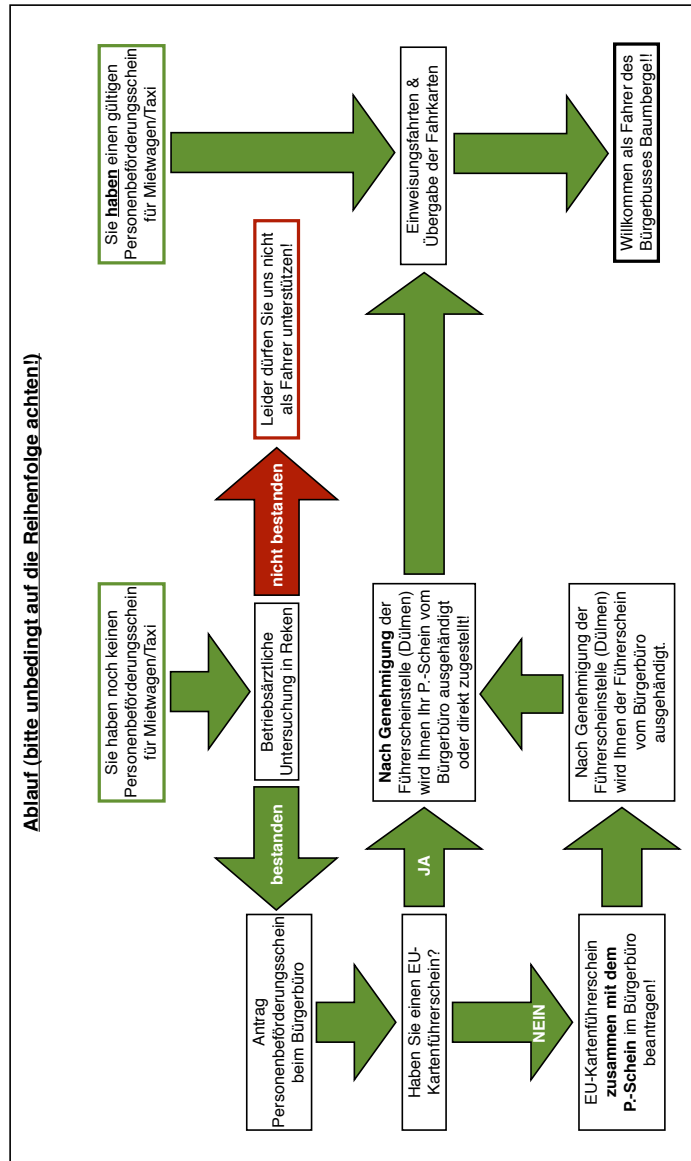 Ablauf (bitte unbedingt auf die Reihenfolge achten!)
Sie haben noch keinen
Personenbeförderungsschein
für Mietwagen/Taxi
Sie haben einen gültigen
Personenbeförderungsschein
für Mietwagen/Taxi
Antrag
Personenbeförderungsschein
beim Bürgerbüro
bestanden
Betriebsärztliche
Untersuchung in Reken
nicht bestanden
Leider dürfen Sie uns nicht
als Fahrer unterstützen!
Haben Sie einen EU-
Kartenführerschein?
JA
Nach Genehmigung der
Führerscheinstelle (Dülmen)
wird Ihnen Ihr P.-Schein vom
Bürgerbüro ausgehändigt
oder direkt zugestellt!
Einweisungsfahrten &
Übergabe der Fahrkarten
NEIN
EU-Kartenführerschein
zusammen mit dem
P.-Schein im Bürgerbüro
beantragen!
Nach Genehmigung der
Führerscheinstelle (Dülmen)
wird Ihnen der Führerschein
vom Bürgerbüro
ausgehändigt.
Willkommen als Fahrer des
Bürgerbusses Baumberge!!